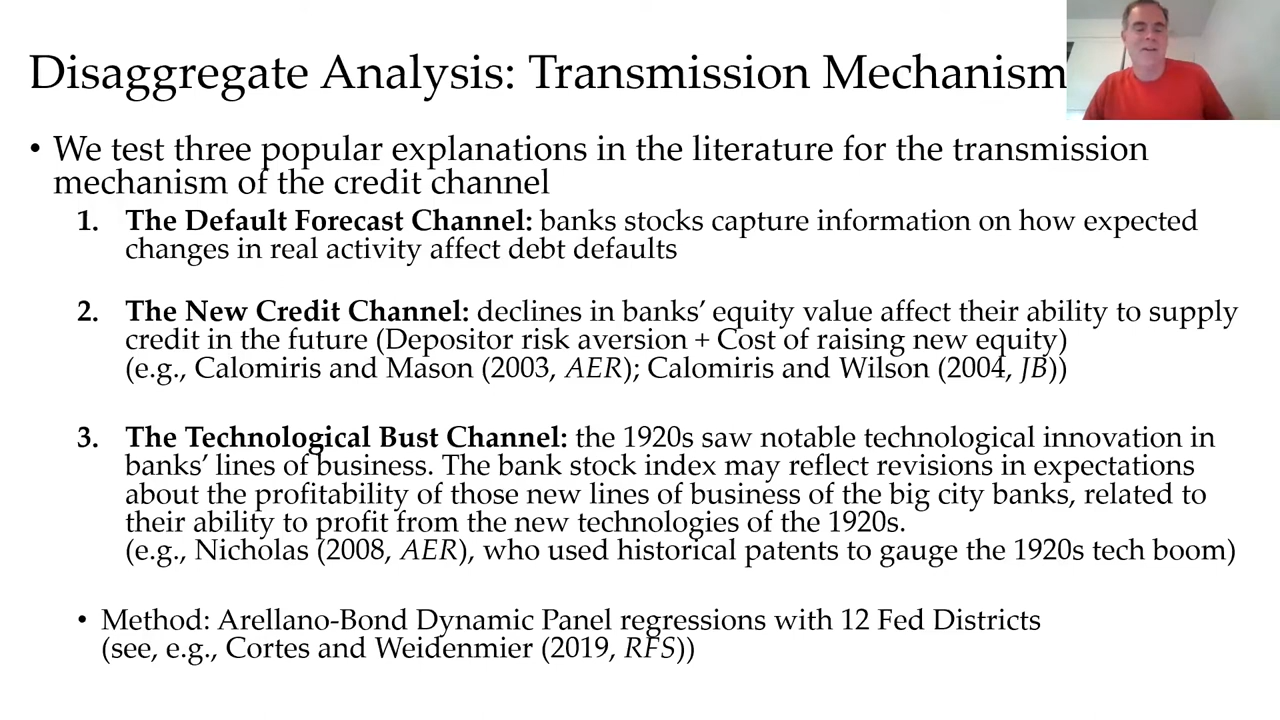 Disaggregate Analysis: Transmission Mechanism
• We test three popular explanations in the literature for the transmission
mechanism of the credit channel
1. The Default Forecast Channel: banks stocks capture information on how expected
changes in real activity affect debt defaults
2. The New Credit Channel: declines in banks’ equity value affect their ability to supply
credit in the future (Depositor risk aversion + Cost of raising new equity)
(e.g., Calomiris and Mason (2003, AER); Calomiris and Wilson (2004, JB))
3. The Technological Bust Channel: the 1920s saw notable technological innovation in
banks’ lines of business. The bank stock index may reflect revisions in expectations
about the profitability of those new lines of business of the big city banks, related to
their ability to profit from the new technologies of the 1920s.
(e.g., Nicholas (2008, AER), who used historical patents to gauge the 1920s tech boom)
• Method: Arellano-Bond Dynamic Panel regressions with 12 Fed Districts
(see, e.g., Cortes and Weidenmier (2019, RFS))